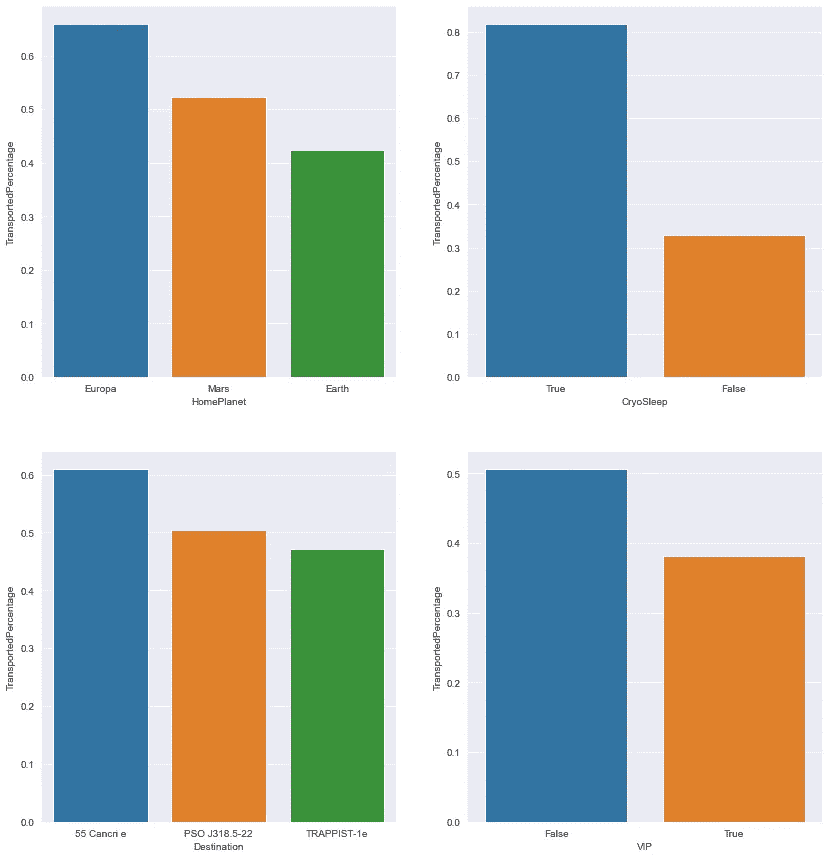 TransportedPercentage
0.6
0.5
0.4
0.3
0.2
0.1
0.0
Europa Mars Earth
HomePlanet
TransportedPercentage
0.8
0.7
0.6
0.5
0.4
0.3
0.2
0.1
0.0
True False
CryoSleep
TransportedPercentage
0.6
0.5
0.4
0.3
0.2
0.1
0.0
55 Cancri e PSO J318.5-22 TRAPPIST-1e
Destination
TransportedPercentage
0.5
0.4
0.3
0.2
0.1
0.0
False True
VIP